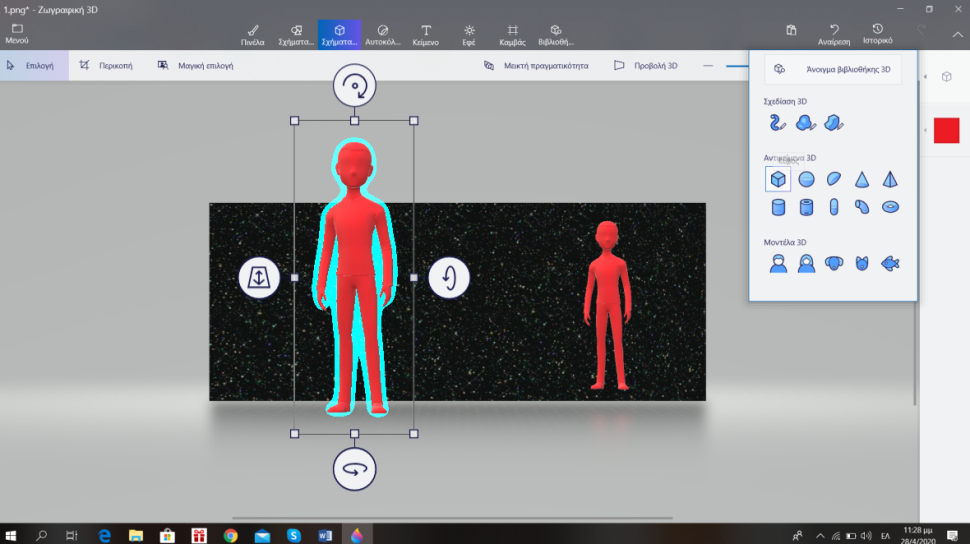 1.png* - Ζωγραφική 3D
Μενού
Πινέλα
Σχήματα...
Σχήματα...
Αυτοκόλ...
Κείμενο
Εφέ
Καμβάς
Βιβλιοθή...
Αναίρεση
Ιστορικό
Επιλογή
Περικοπή
Μαγική επιλογή
Μεικτή πραγματικότητα
Προβολή 3D
Άνοιγμα βιβλιοθήκης 3D
Σχεδίαση 3D
Αντικείμενα 3D
Κύβος
Μοντέλα 3D
ΕΛ
11:28 μμ
28/4/2020